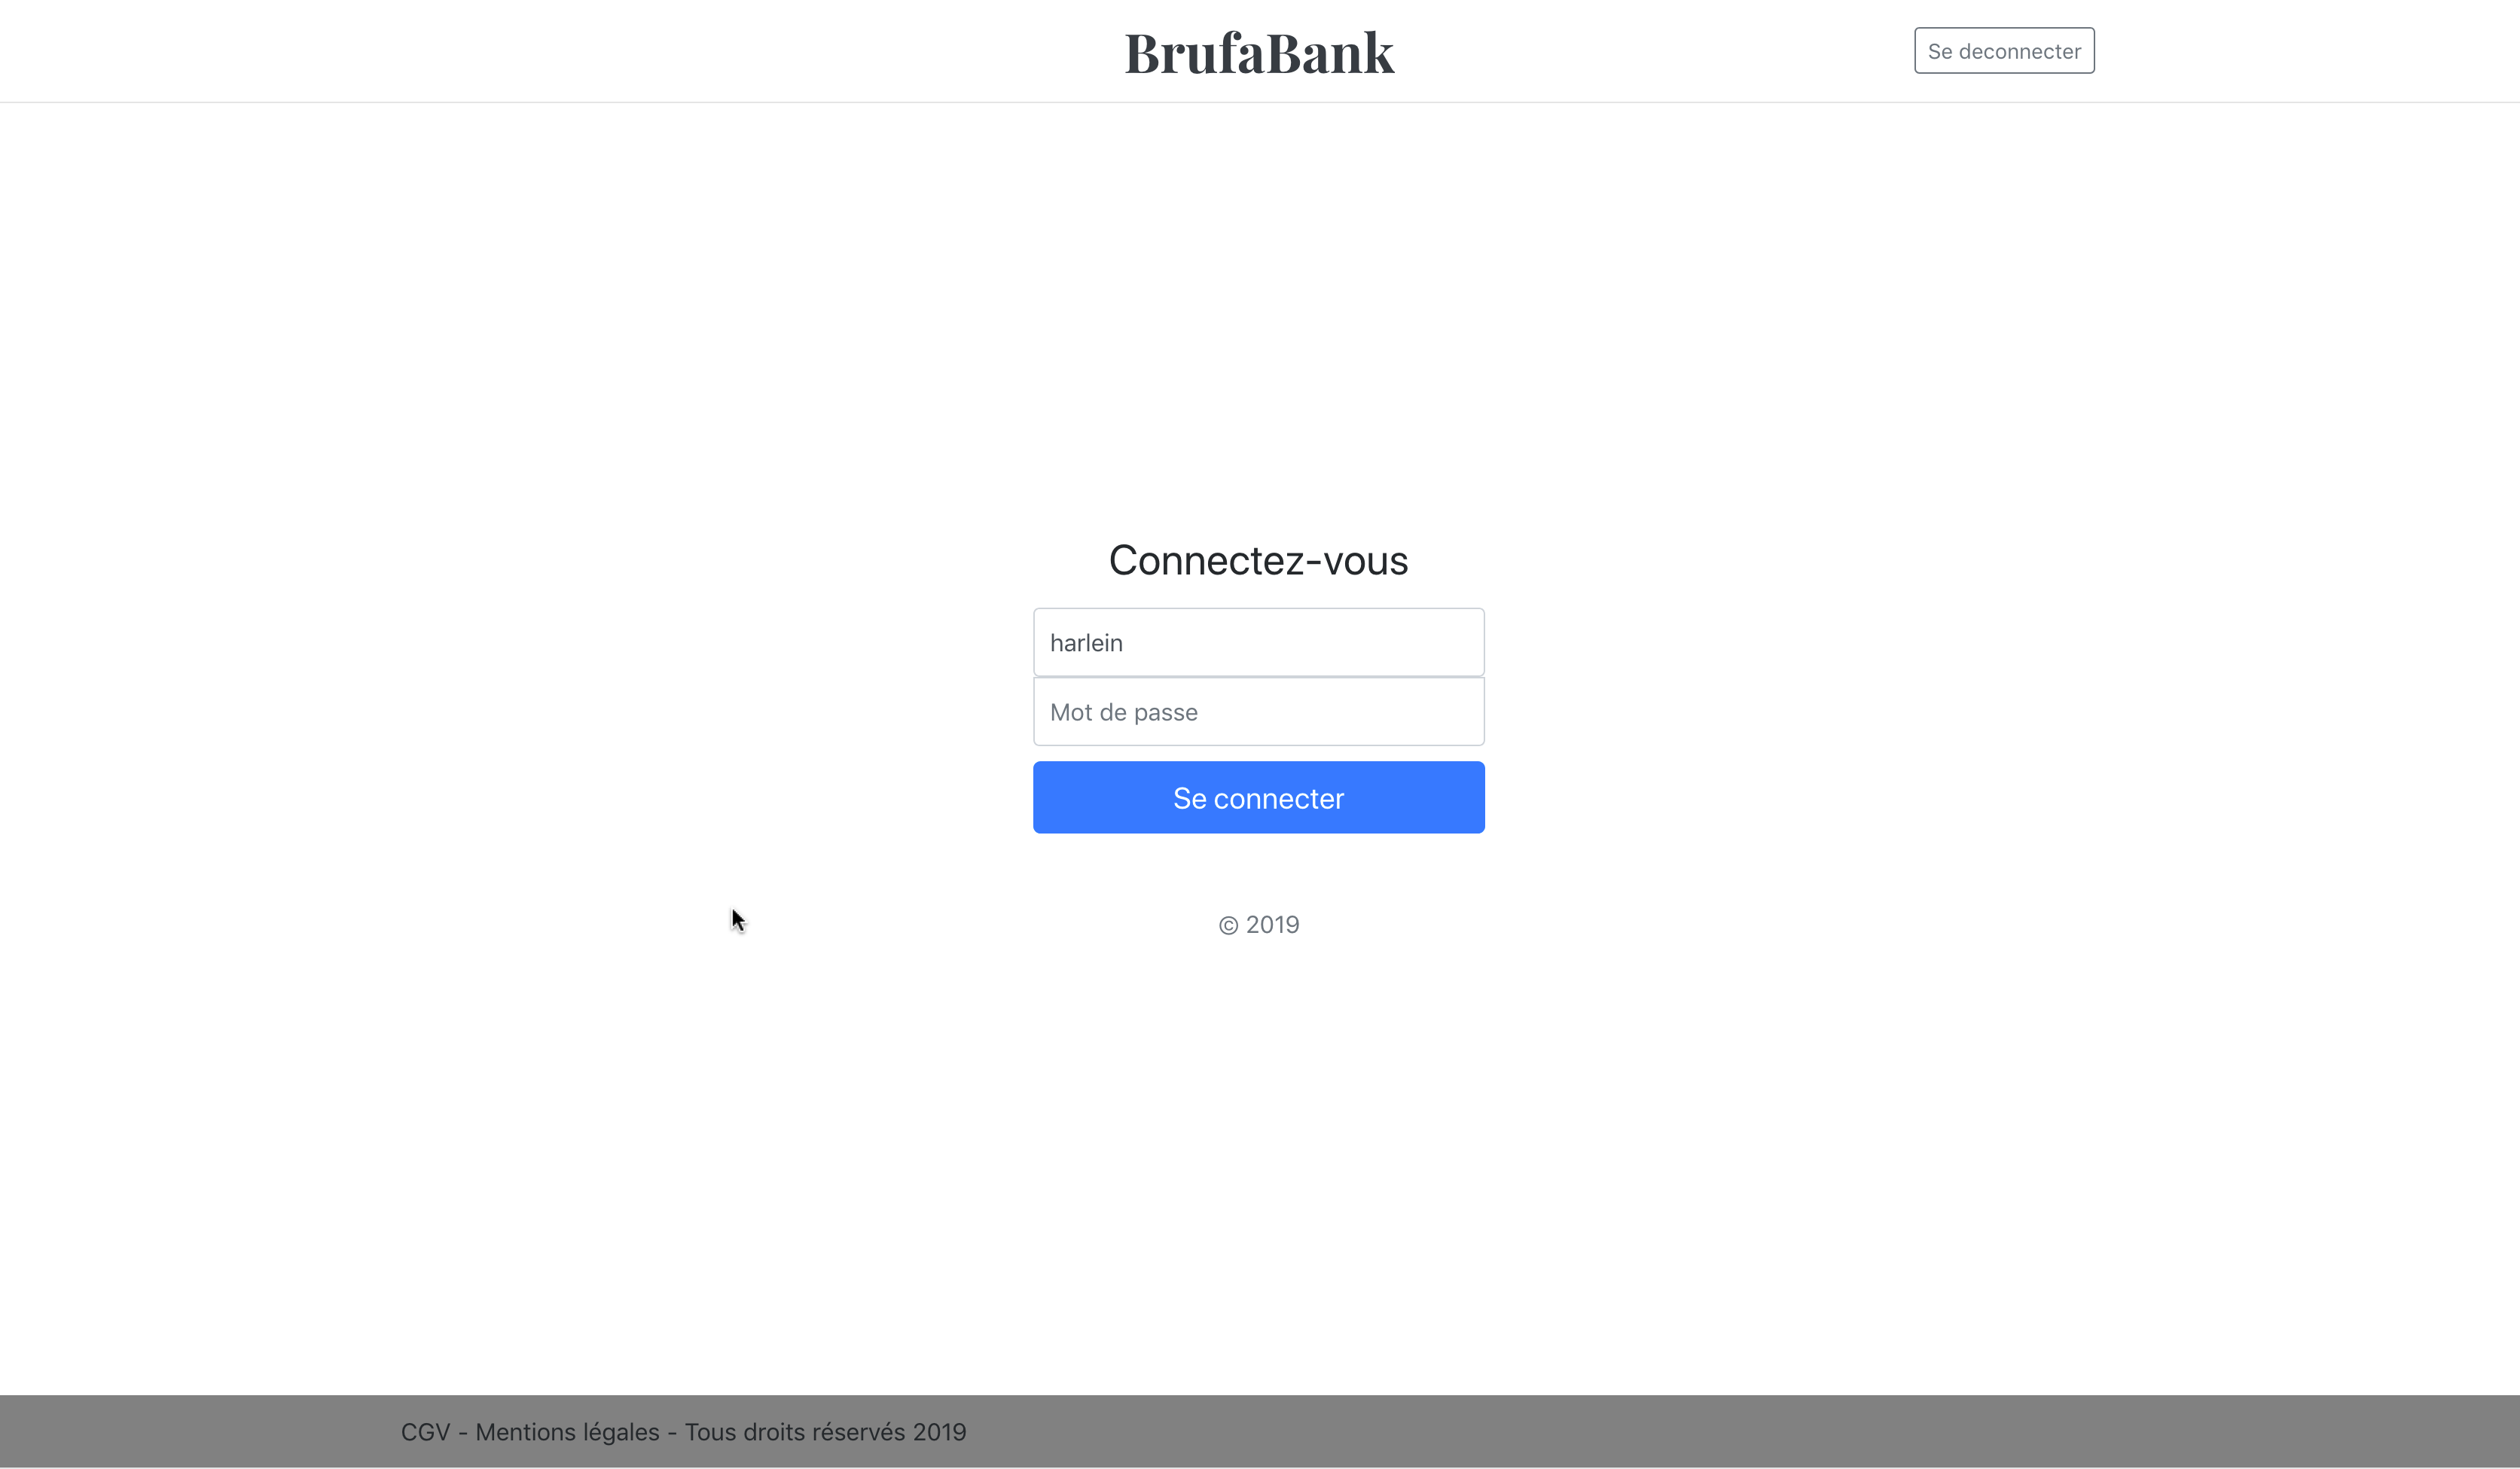 BrufaBank
Se deconnecter
Connectez-vous
harlein
Mot de passe
Se connecter
© 2019
CGV - Mentions légales - Tous droits réservés 2019